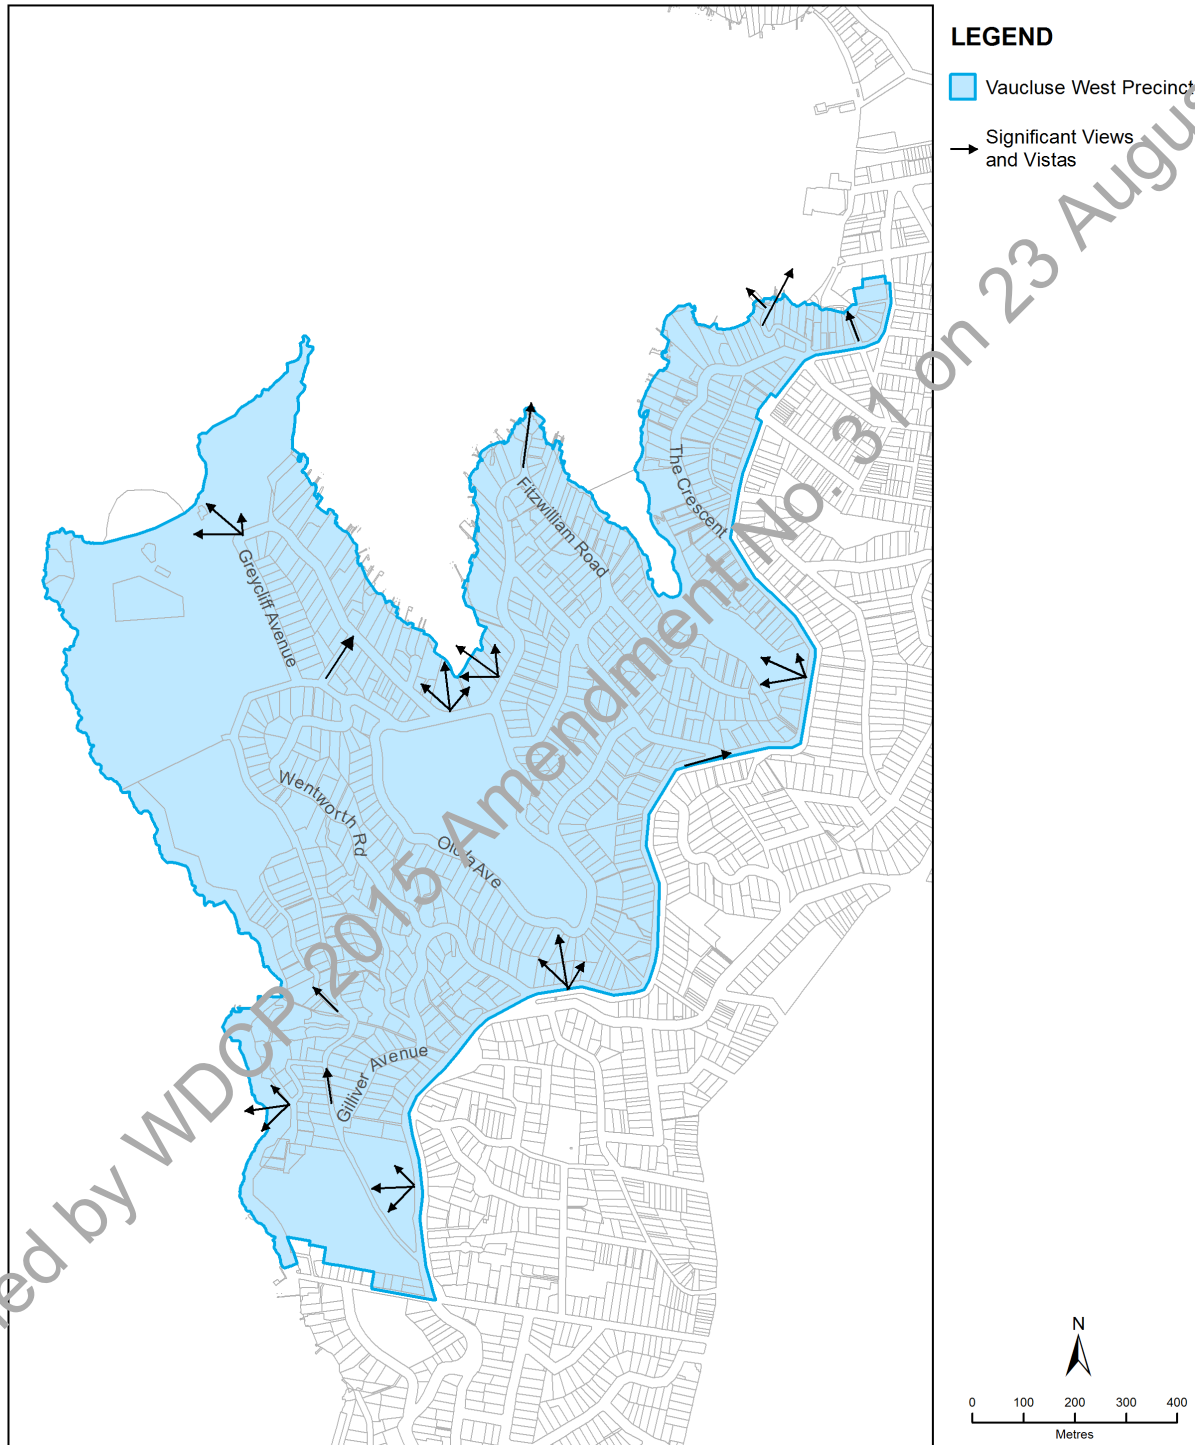 LEGEND
Vaucluse West Precinct
Significant Views
and Vistas
The Crescent
Fitzwilliam Road
Greycliff Avenue
Wentworth Rd
Olola Ave
Gilliver Avenue
ed by WDCP 2015 Amendment No. 31 on 23 Augus
N
0 100 200 300 400
Metres